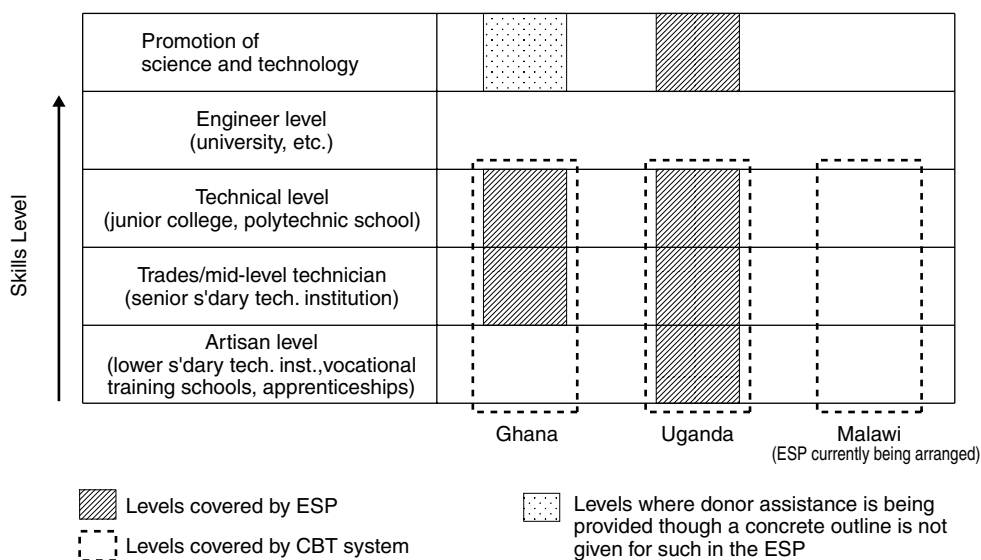 Promotion of
science and technology
Engineer level
(university, etc.)
Technical level
(junior college, polytechnic school)
Trades/mid-level technician
(senior s'dary tech. institution)
Artisan level
(lower s'dary tech. inst.,vocational
training schools, apprenticeships)
Skills Level
Ghana
Uganda
Malawi
(ESP currently being arranged)
Levels covered by ESP
Levels covered by CBT system
Levels where donor assistance is being
provided though a concrete outline is not
given for such in the ESP